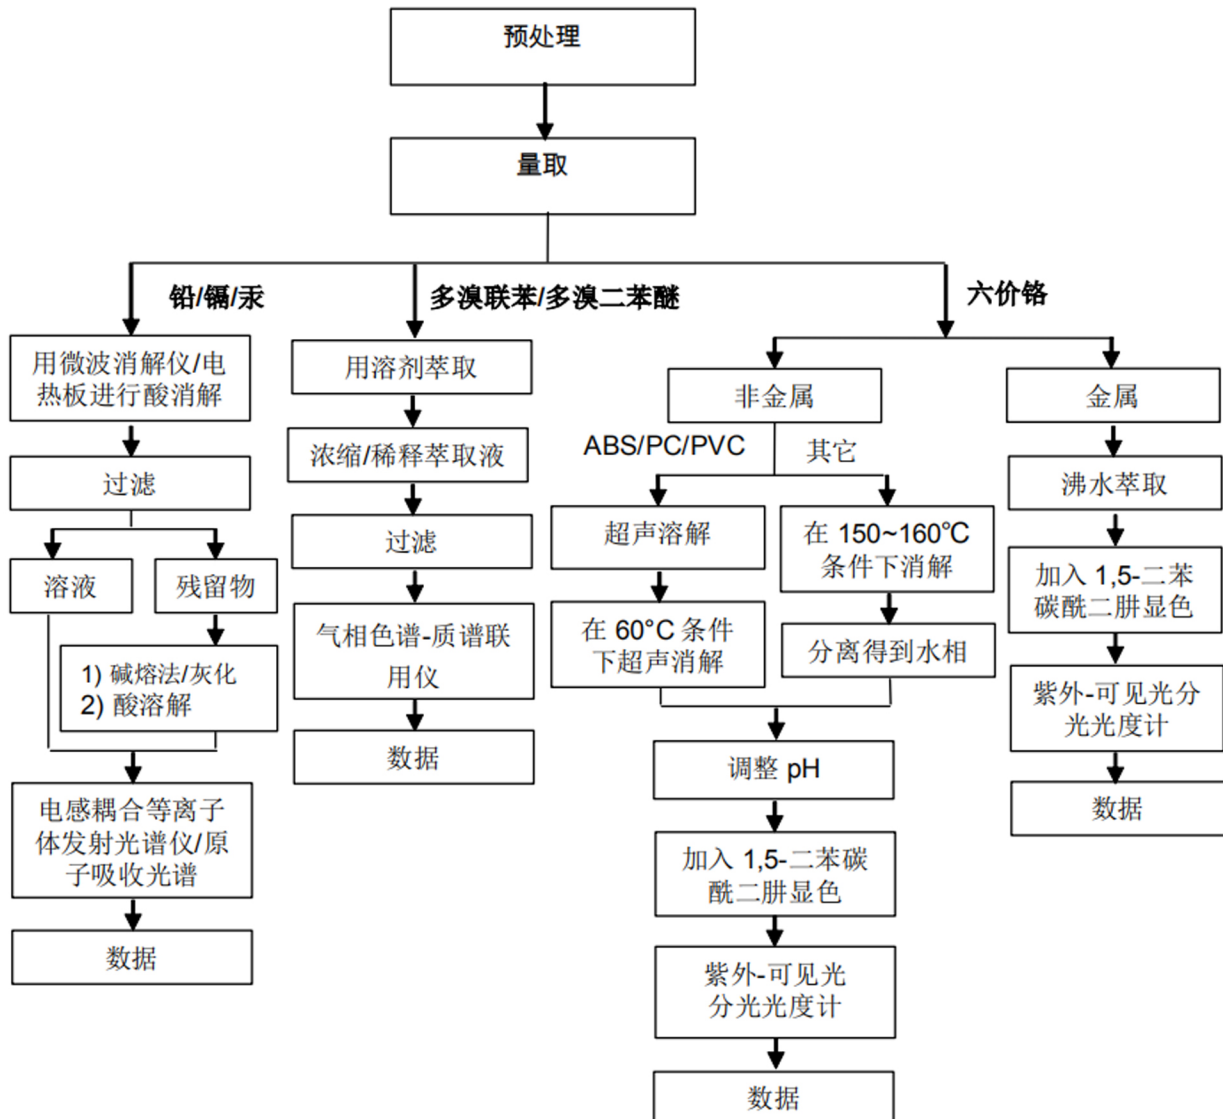 预处理
量取
铅/镉/汞
多溴联苯/多溴二苯醚
六价铬
用微波消解仪/电
热板进行酸消解
过滤
溶液
残留物
1) 碱熔法/灰化
2) 酸溶解
电感耦合等离子
体发射光谱仪/原
子吸收光谱
数据
用溶剂萃取
浓缩/稀释萃取液
过滤
气相色谱-质谱联
用仪
数据
非金属
ABS/PC/PVC
其它
超声溶解
在 60°C 条件
下超声消解
在 150~160℃
条件下消解
分离得到水相
调整 pH
加入 1,5-二苯碳
酰二肼显色
紫外-可见光
分光光度计
数据
金属
沸水萃取
加入 1,5-二苯
碳酰二肼显色
紫外-可见光分
光光度计
数据